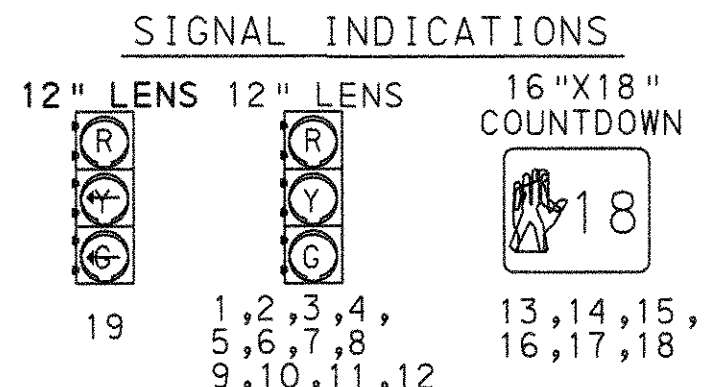 SIGNAL INDICATIONS
12" LENS
R
Y
G
19
12" LENS
R
Y
G
1,2,3,4,
5,6,7,8
9,10,11,12
16"X18"
COUNTDOWN
18
13,14,15,
16,17,18